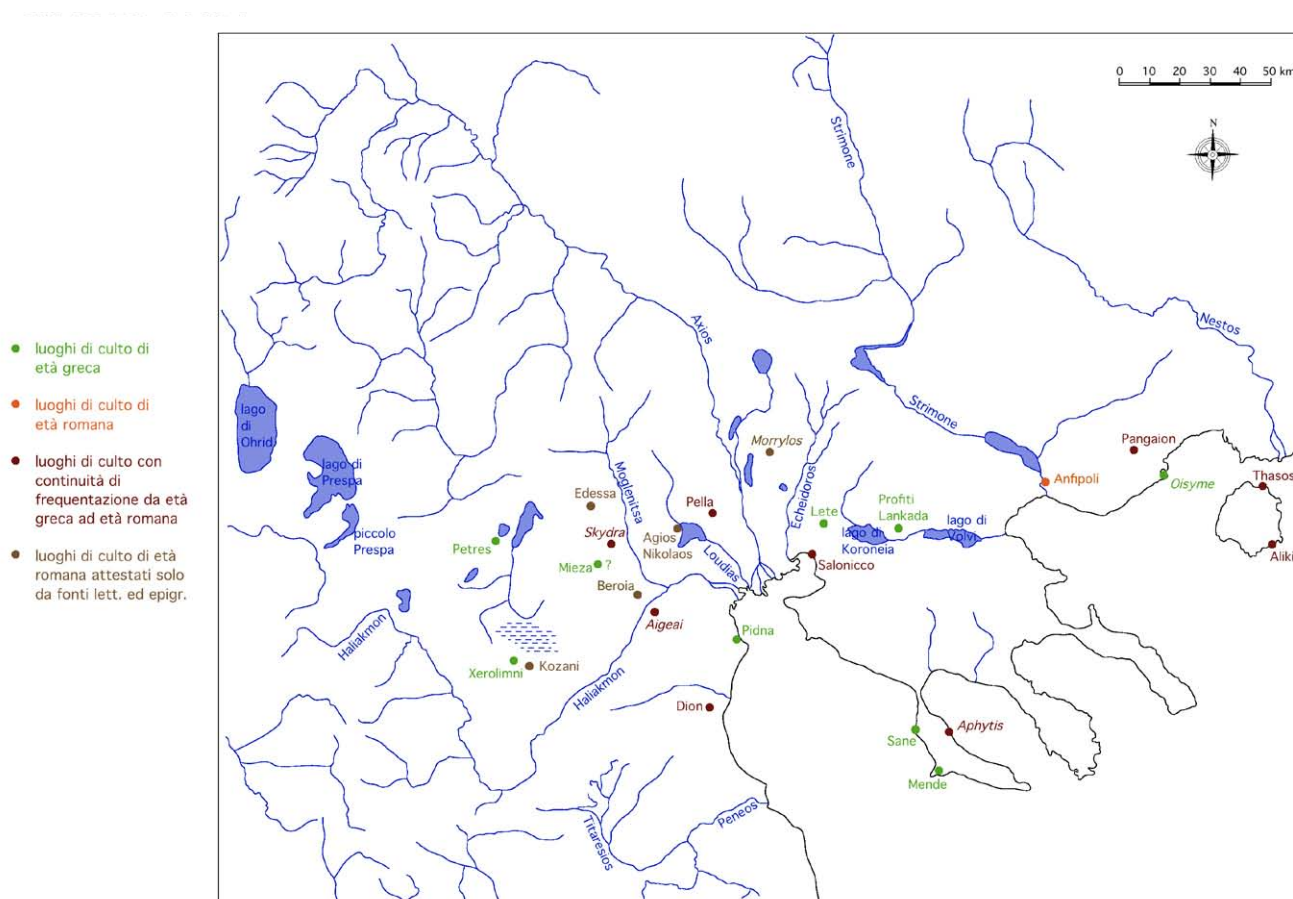 0 10 20 30 40 50 km
N
Strimone
Nestos
Axios
luoghi di culto di
età greca
luoghi di culto di
età romana
luoghi di culto con
continuità di
frequentazione da età
greca ad età romana
luoghi di culto di età
romana attestati solo
da fonti lett. ed epigr.
lago
di
Ohrid
lago di
Prespa
piccolo
Prespa
Strimone
Morrylos
Pangaion
Moglenitsa
Echeidoros
Edessa
Pella
Profiti
Lankada
Anfipoli
Oisyme
Thasos
Lete
Skydra
Agios
Nikolaos
lago di
Koroneia
lago di
Volvi
Petres
Mieza ?
Loudias
Salonicco
Aliki
Beroia
Aigeai
Haliakmon
Pidna
Xerolimni
Kozani
Haliakmon
Dion
Aphytis
Sane
Mende
Titaresios
Peneos